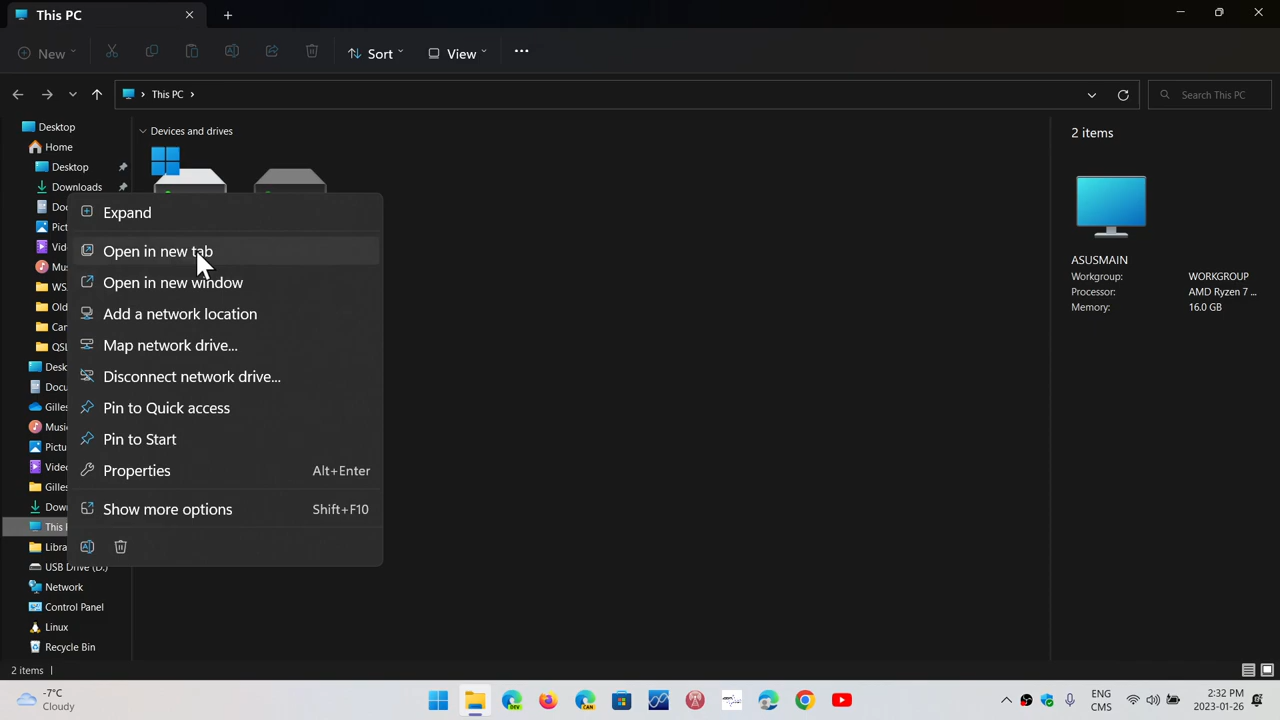 This PC
New
Sort
View
This PC
Search This PC
Desktop
Home
Desktop
Downloads
Devices and drives
2 items
ASUSMAIN
Workgroup: WORKGROUP
Processor: AMD Ryzen 7 ...
Memory: 16.0 GB
Expand
Open in new tab
Open in new window
Add a network location
Map network drive...
Disconnect network drive...
Pin to Quick access
Pin to Start
Properties Alt+Enter
Show more options Shift+F10
Gilles
Network
Control Panel
Linux
Recycle Bin
2 items
-7°C
Cloudy
DEV
CAN
ENG
CMS
2:32 PM
2023-01-26